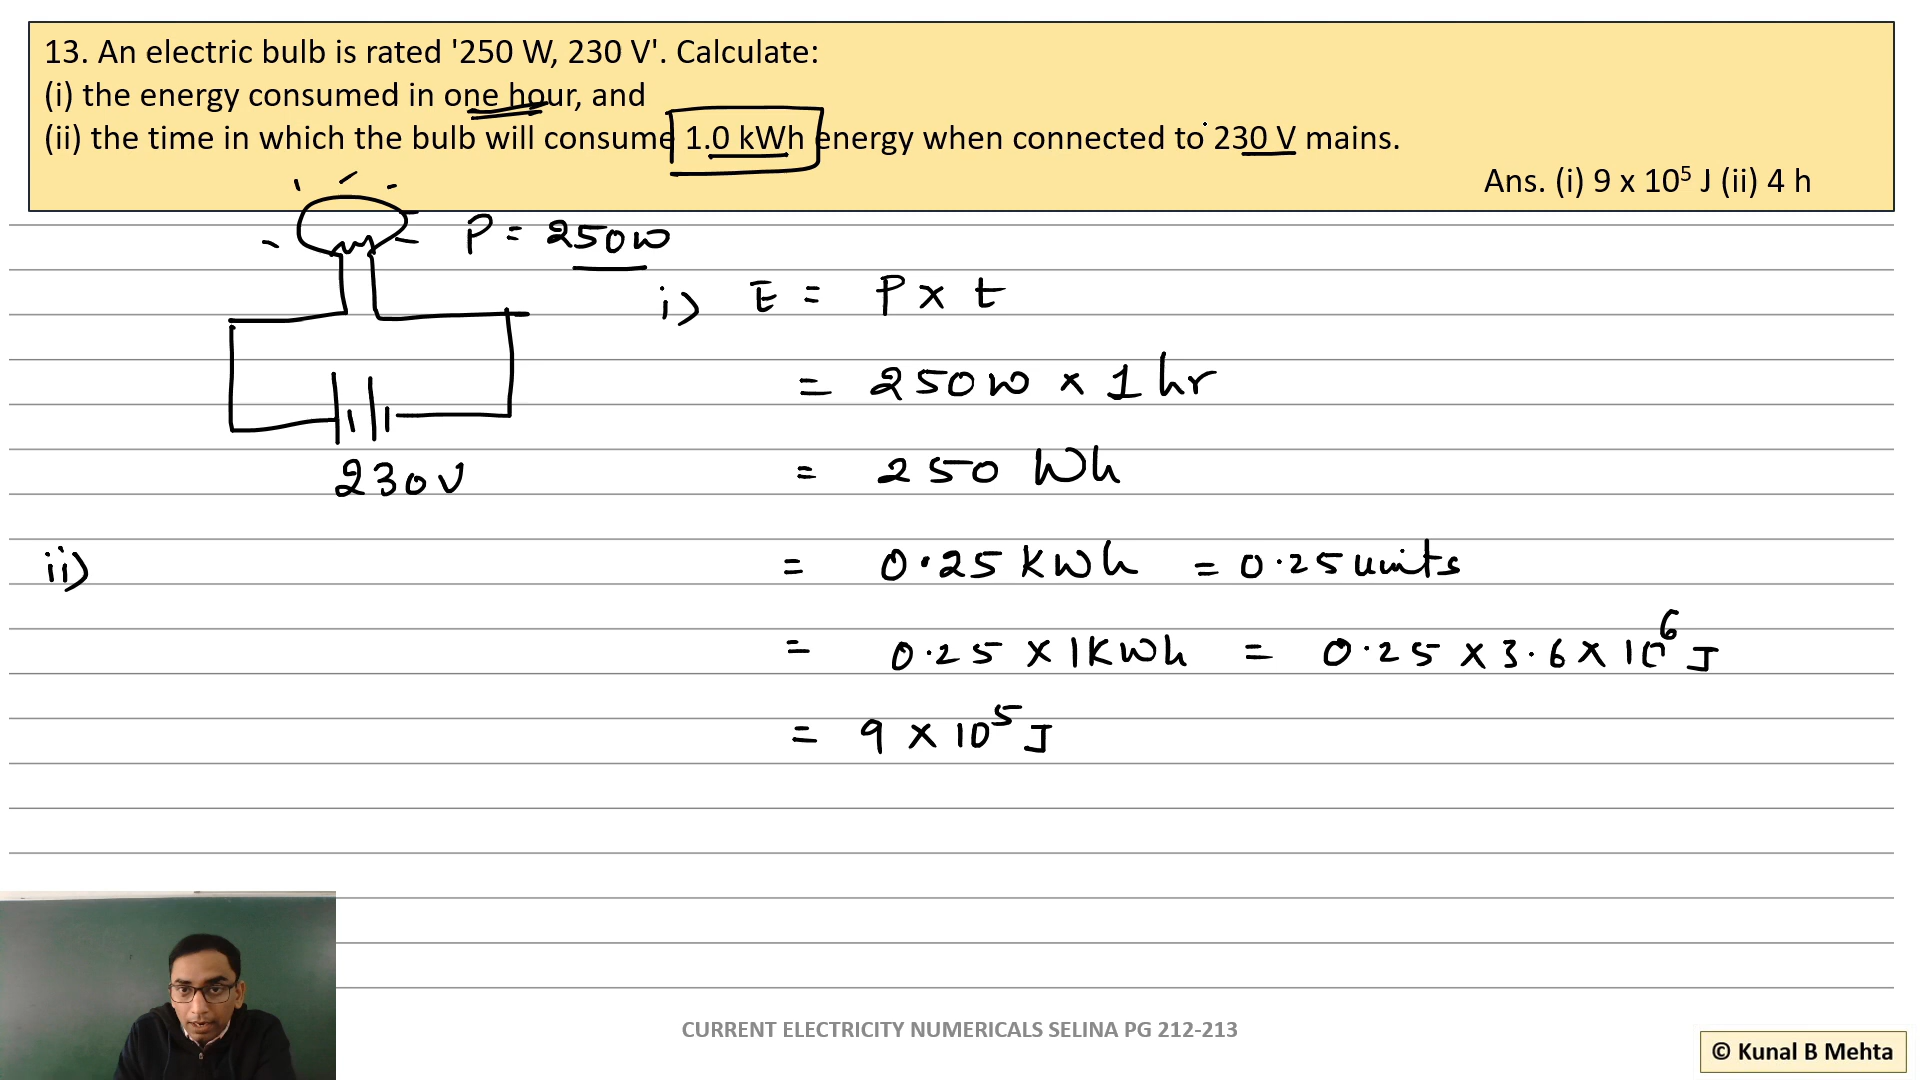 13. An electric bulb is rated '250 W, 230 V'. Calculate:
(i) the energy consumed in one hour, and
(ii) the time in which the bulb will consume 1.0 kWh energy when connected to 230 V mains.
Ans. (i) 9 x 10⁵ J (ii) 4 h
P = 250W
i) E = P x t
= 250W x 1 hr
230V
= 250 Wh
ii)
= 0.25 KWh = 0.25 units
= 0.25 x 1KWh = 0.25 x 3.6 x 10⁶ J
= 9 x 10⁵ J
CURRENT ELECTRICITY NUMERICALS SELINA PG 212-213
© Kunal B Mehta